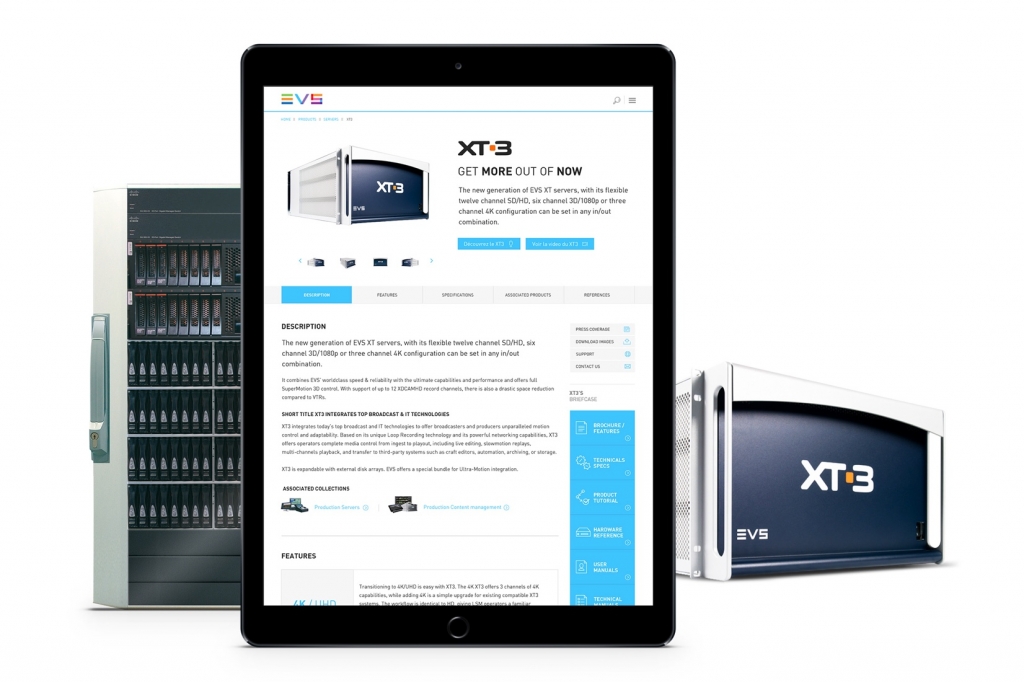 EVS
HOME // PRODUCTS // SERVERS // XT3
XT3
EVS
XT3
GET MORE OUT OF NOW
The new generation of EVS XT servers, with its flexible
twelve channel SD/HD, six channel 3D/1080p or three
channel 4K configuration can be set in any in/out
combination.
Découvrez le XT3
Voir la video du XT3
DESCRIPTION
FEATURES
SPECIFICATIONS
ASSOCIATED PRODUCTS
REFERENCES
DESCRIPTION
The new generation of EVS XT servers, with its flexible twelve channel SD/HD, six
channel 3D/1080p or three channel 4K configuration can be set in any in/out
combination.
It combines EVS' worldclass speed & reliability with the ultimate capabilities and performance and offers full
SuperMotion 3D control. With support of up to 12 XDCAMHD record channels, there is also a drastic space reduction
compared to VTRs.
SHORT TITLE XT3 INTEGRATES TOP BROADCAST & IT TECHNOLOGIES
XT3 integrates today's top broadcast and IT technologies to offer broadcasters and producers unparalleled motion
control and adaptability. Based on its unique Loop Recording technology and its powerful networking capabilities, XT3
offers operators complete media control from ingest to playout, including live editing, slowmotion replays,
multi-channels playback, and transfer to third-party systems such as craft editors, automation, archiving, or storage.
XT3 is expandable with external disk arrays. EVS offers a special bundle for Ultra-Motion integration.
ASSOCIATED COLLECTIONS
Production Servers
Production Content management
FEATURES
4K / UHD
Transitioning to 4K/UHD is easy with XT3. The 4K XT3 offers 3 channels of 4K
capabilities, while adding 4K is a simple upgrade for existing compatible XT3
systems. The workflow is identical to HD, giving LSM operators a familiar
PRESS COVERAGE
DOWNLOAD IMAGES
SUPPORT
CONTACT US
XT3'S
BRIEFCASE
BROCHURE /
FEATURES
TECHNICALS
SPECS
PRODUCT
TUTORIAL
HARDWARE
REFERENCE
USER
MANUALS
TECHNICAL
XT3
EVS